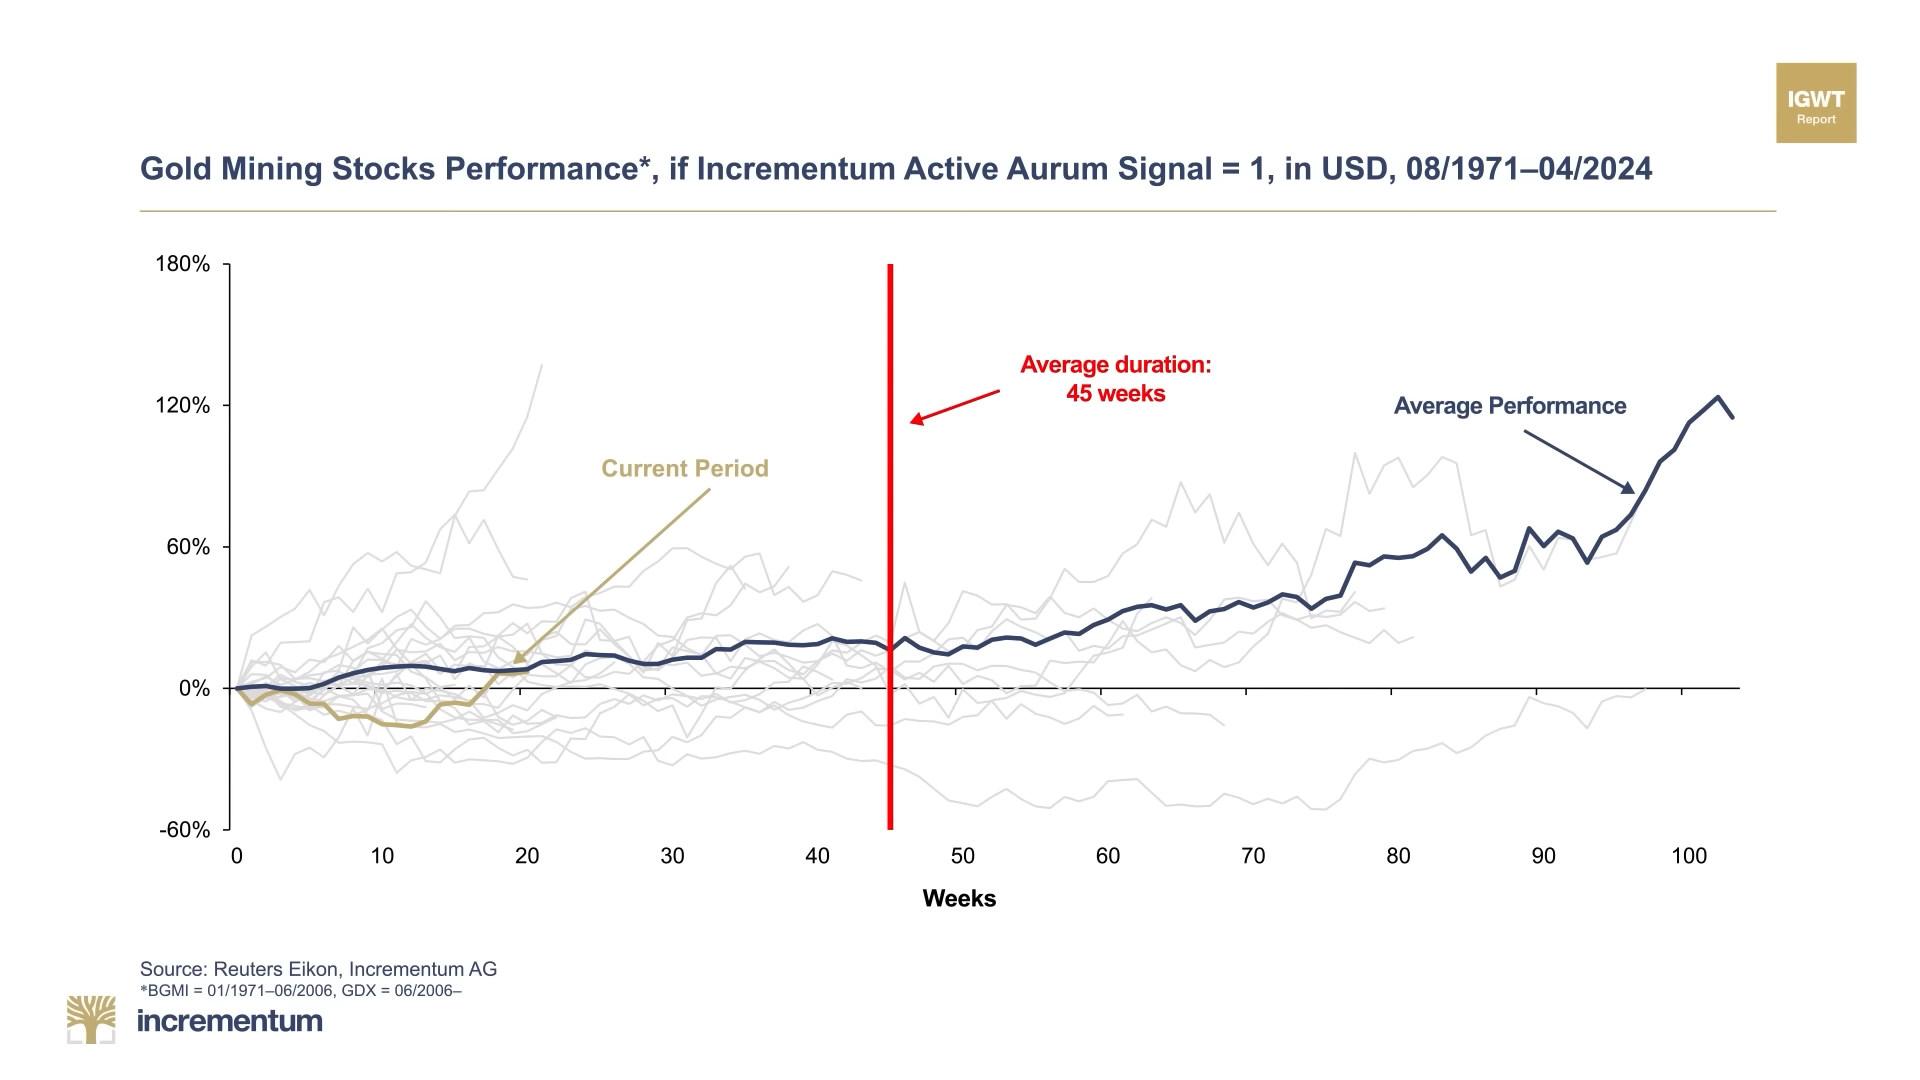 IGWT
Report
Gold Mining Stocks Performance*, if Incrementum Active Aurum Signal = 1, in USD, 08/1971–04/2024
180%
120%
60%
0%
-60%
Current Period
Average duration:
45 weeks
Average Performance
0 10 20 30 40 50 60 70 80 90 100
Weeks
Source: Reuters Eikon, Incrementum AG
*BGMI = 01/1971–06/2006, GDX = 06/2006–
incrementum